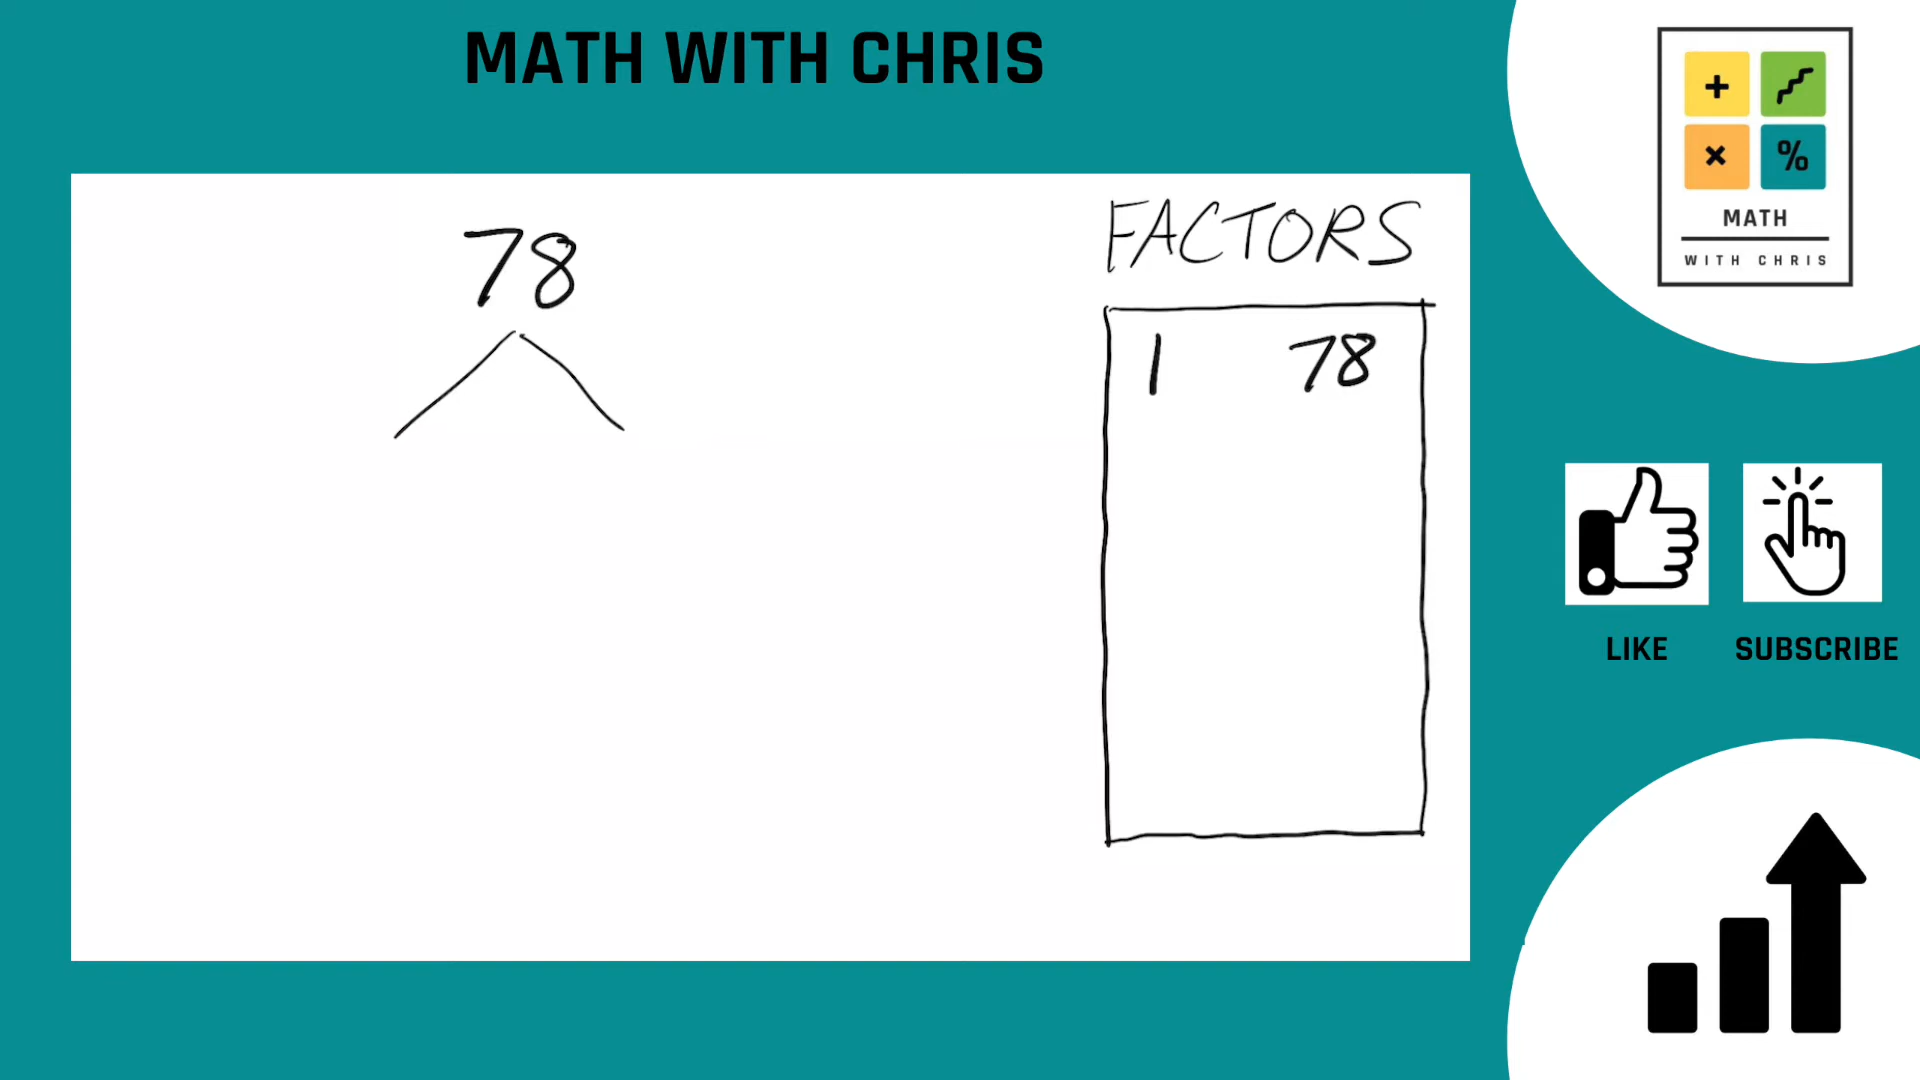 MATH WITH CHRIS
78
FACTORS
1 78
+
× %
MATH
WITH CHRIS
LIKE SUBSCRIBE